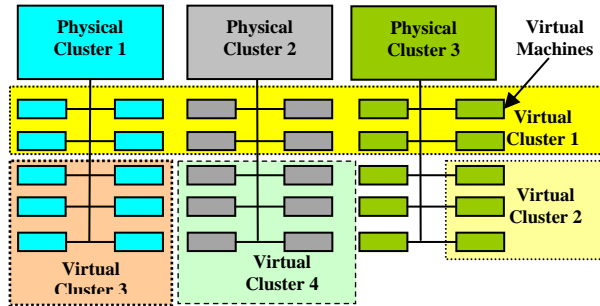 Physical
Cluster 1
Physical
Cluster 2
Physical
Cluster 3
Virtual
Machines
Virtual
Cluster 1
Virtual
Cluster 2
Virtual
Cluster 3
Virtual
Cluster 4